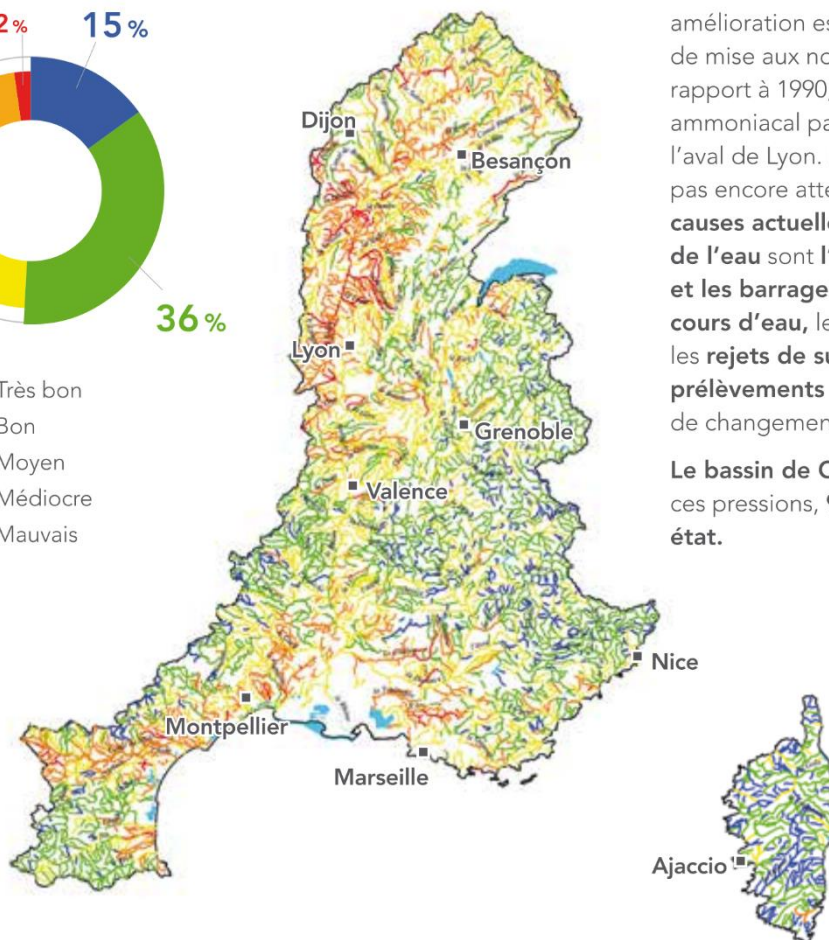 2 %
15 %
36 %
Très bon
Bon
Moyen
Médiocre
Mauvais
Dijon
Besançon
Lyon
Grenoble
Valence
Nice
Montpellier
Marseille
Ajaccio
amélioration es
de mise aux no
rapport à 1990,
ammoniacal pa
l'aval de Lyon.
pas encore atte
causes actuelle
de l'eau sont l'
et les barrage
cours d'eau, le
les rejets de su
prélèvements
de changemen
Le bassin de C
ces pressions,
état.